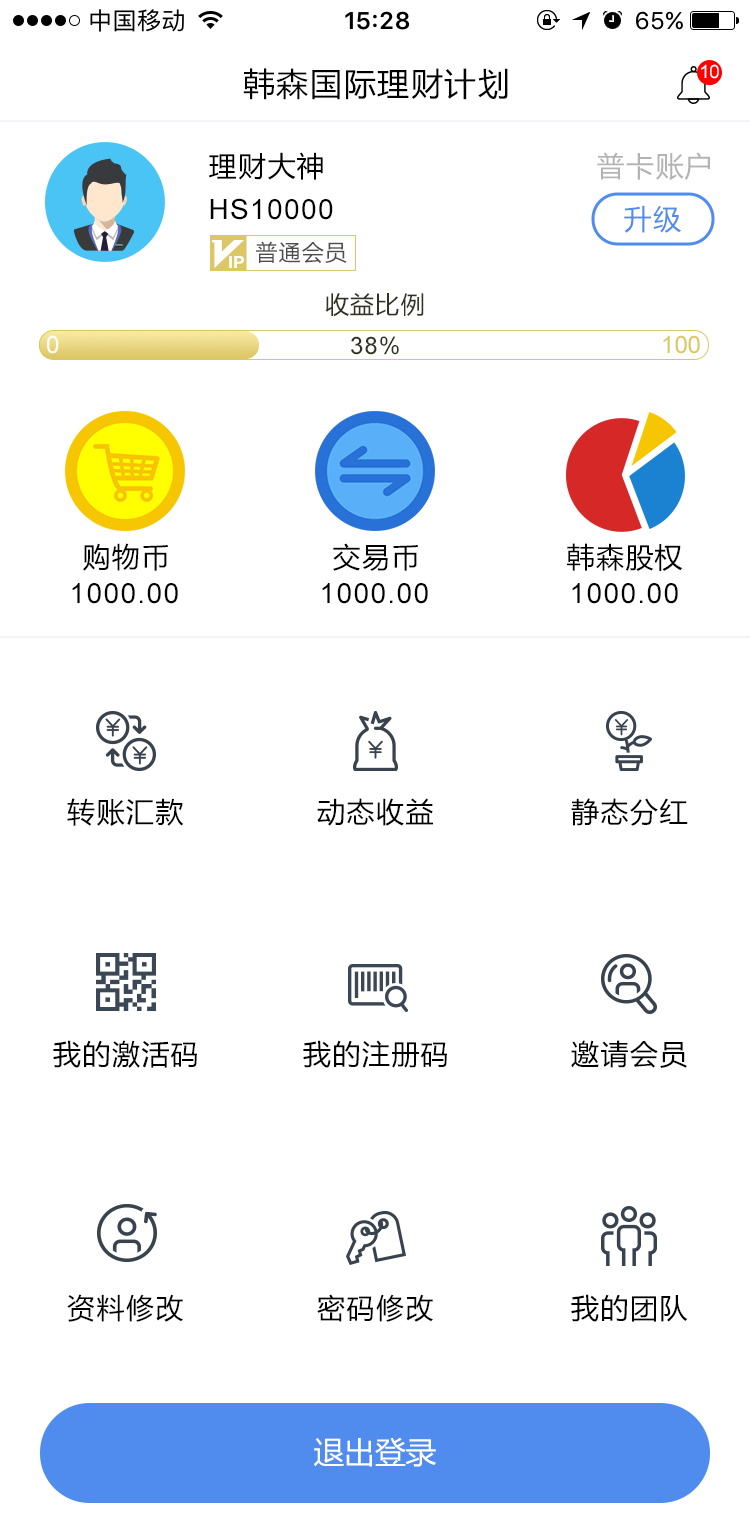 中国移动 15:28 65%
韩森国际理财计划
10
理财大神
普卡账户
HS10000
升级
VIP 普通会员
收益比例
0 38% 100
购物币 交易币 韩森股权
1000.00 1000.00 1000.00
¥ ¥ ¥ ¥
转账汇款 动态收益 静态分红
我的激活码 我的注册码 邀请会员
资料修改 密码修改 我的团队
退出登录